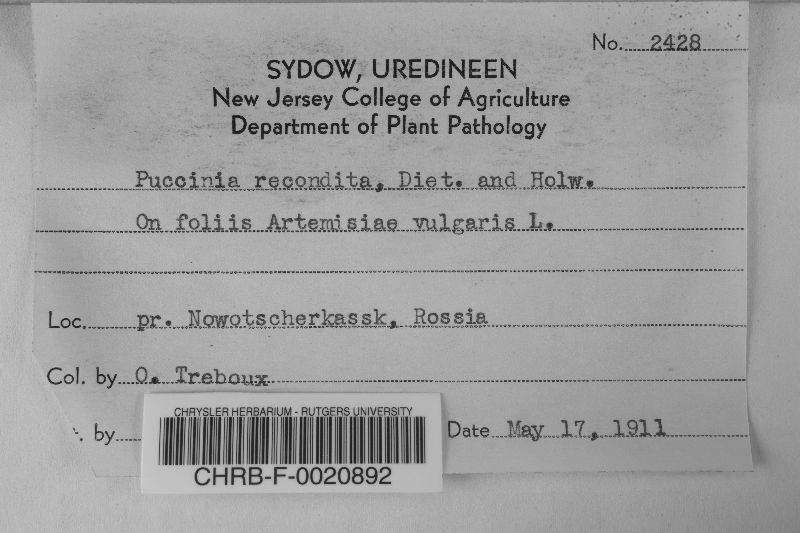 No. 2428
SYDOW, UREDINEEN
New Jersey College of Agriculture
Department of Plant Pathology
Puccinia recondita, Diet. and Holw.
On foliis Artemisiae vulgaris L.
Loc. pr. Nowotscherkassk, Rossia
Col. by O. Treboux
. by Date May 17, 1911
CHRYSLER HERBARIUM - RUTGERS UNIVERSITY
CHRB-F-0020892